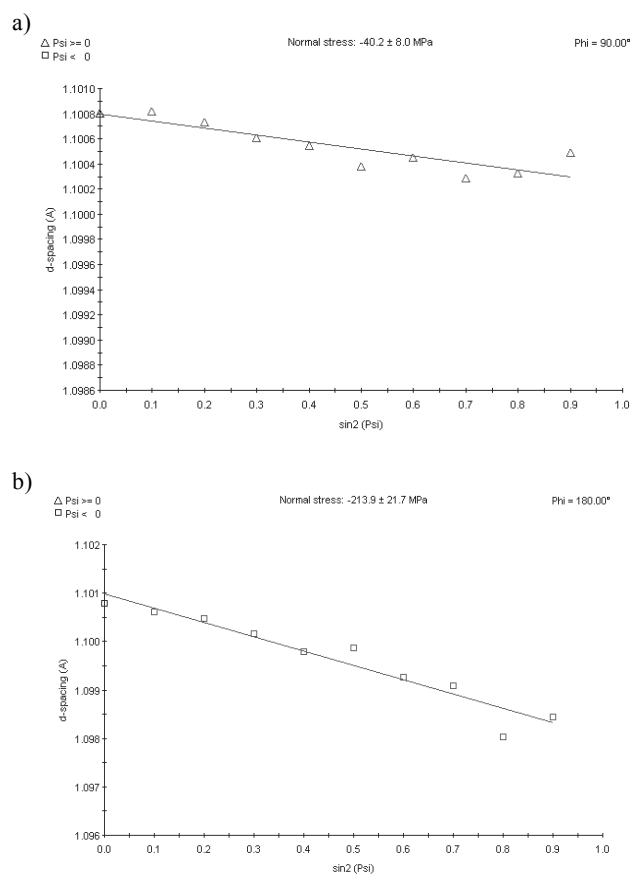 a)
△ Psi >= 0 Normal stress: -40.2 ± 8.0 MPa Phi = 90.00°
□ Psi < 0
1.1010
1.1008
1.1006
1.1004
1.1002
1.1000
1.0998
1.0996
1.0994
1.0992
1.0990
1.0988
1.0986
d-spacing (A)
0.0 0.1 0.2 0.3 0.4 0.5 0.6 0.7 0.8 0.9 1.0
sin2 (Psi)
b)
△ Psi >= 0 Normal stress: -213.9 ± 21.7 MPa Phi = 180.00°
□ Psi < 0
1.102
1.101
1.100
1.099
1.098
1.097
1.096
d-spacing (A)
0.0 0.1 0.2 0.3 0.4 0.5 0.6 0.7 0.8 0.9 1.0
sin2 (Psi)